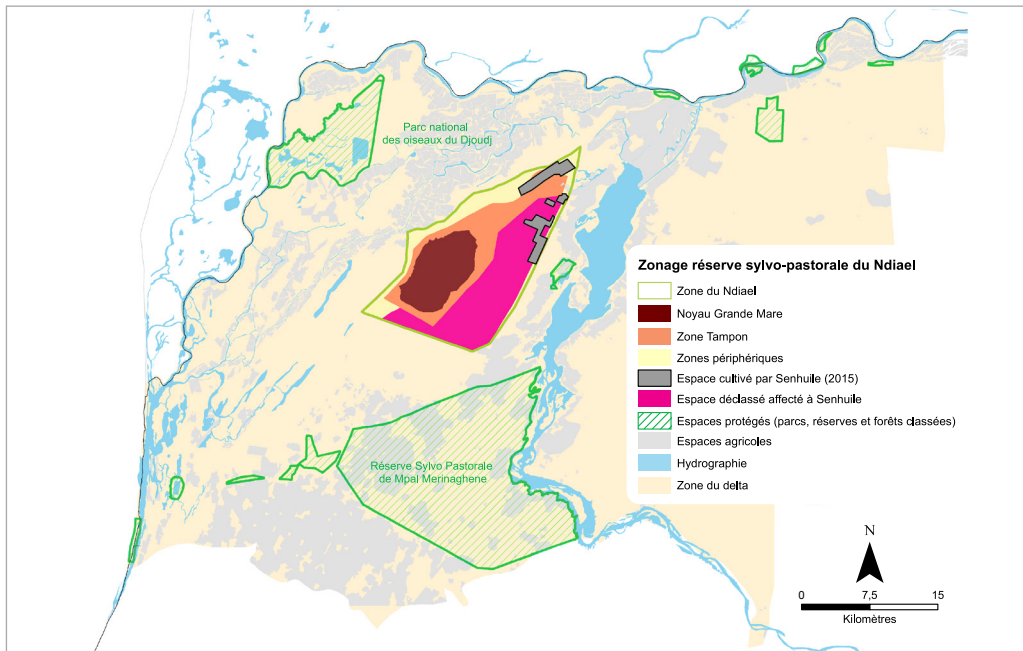 Parc national
des oiseaux du Djoudj
Zonage réserve sylvo-pastorale du Ndiael
Zone du Ndiael
Noyau Grande Mare
Zone Tampon
Zones périphériques
Espace cultivé par Senhuile (2015)
Espace déclassé affecté à Senhuile
Espaces protégés (parcs, réserves et forêts classées)
Espaces agricoles
Hydrographie
Zone du delta
Réserve Sylvo Pastorale
de Mpal Merinaghene
N
0 7,5 15
Kilomètres